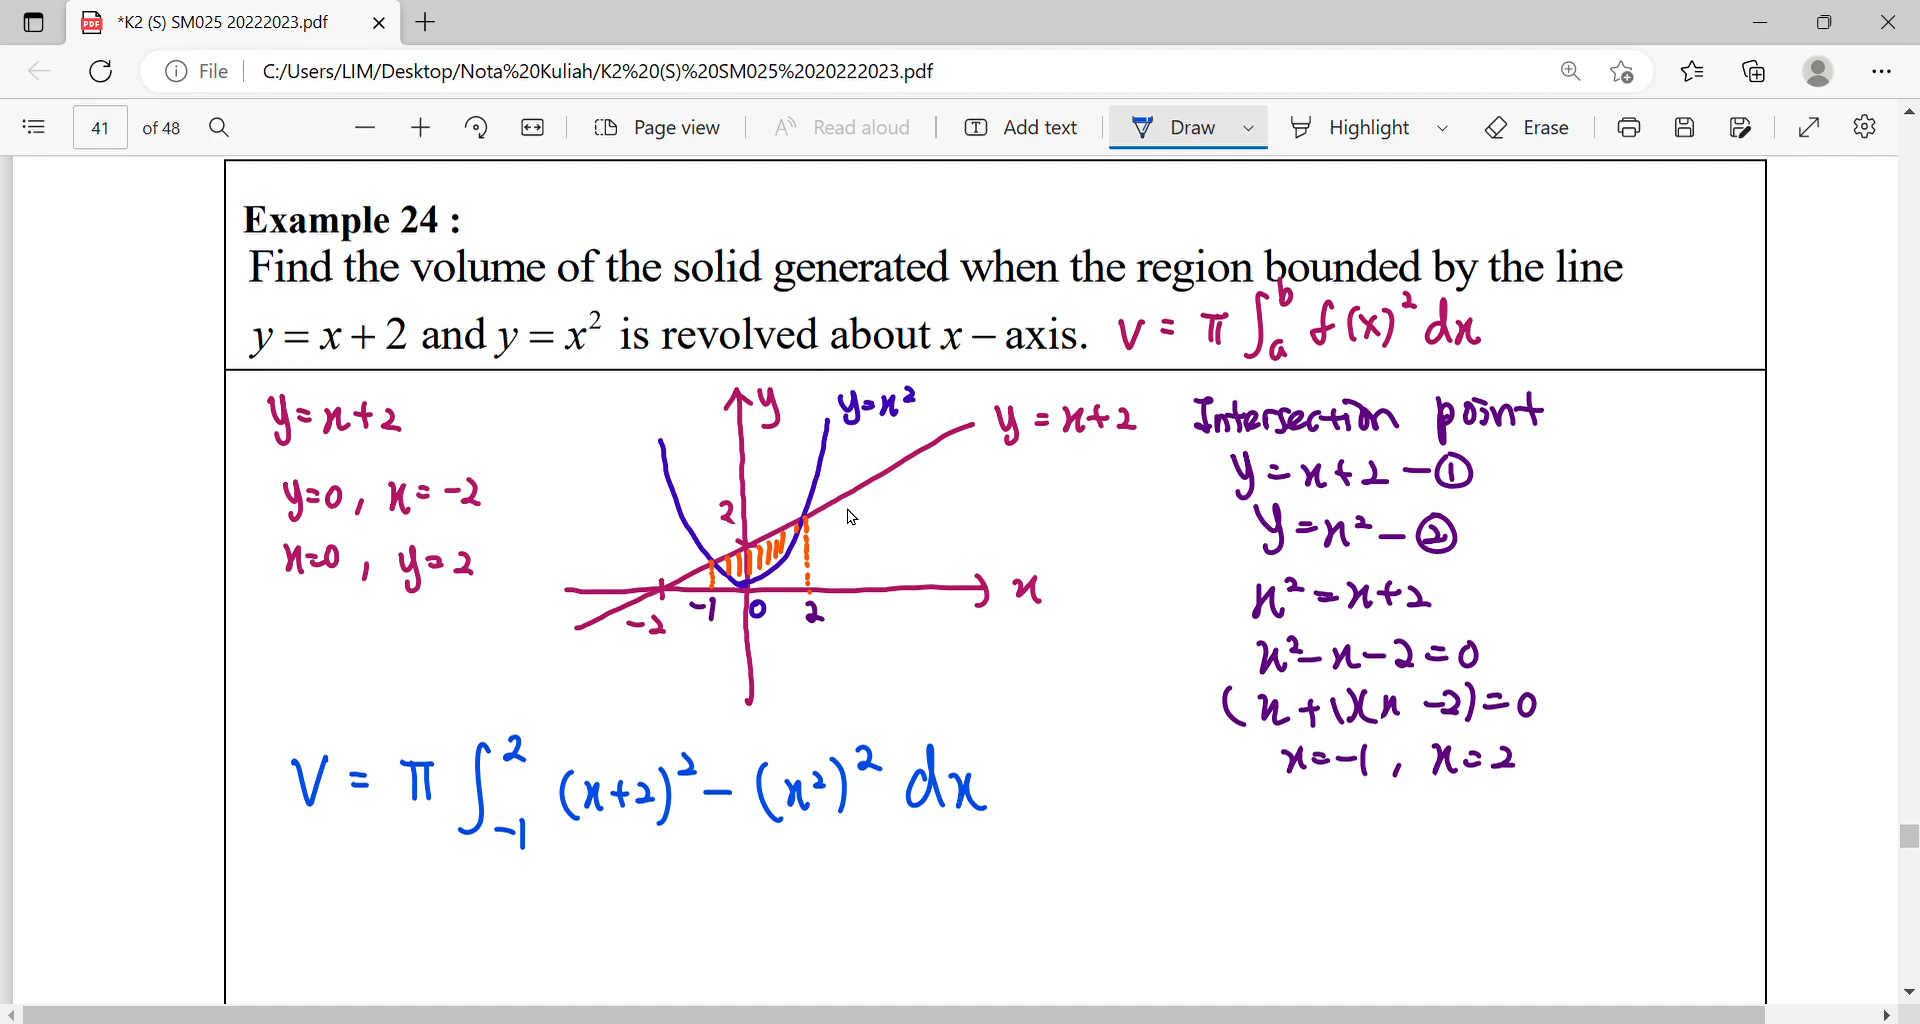 *K2 (S) SM025 20222023.pdf
File C:/Users/LIM/Desktop/Nota%20Kuliah/K2%20(S)%20SM025%2020222023.pdf
41 of 48 Page view Read aloud Add text Draw Highlight Erase
Example 24 :
Find the volume of the solid generated when the region bounded by the line
y = x + 2 and y = x² is revolved about x – axis. V = π ∫ₐᵇ f(x)² dx
y = x+2
y=0, x = -2
x=0, y = 2
y
y=x²
y = x+2
2
-2
-1
0
2
x
Intersection point
y = x+2 – ①
y = x² – ②
x² = x+2
x² – x – 2 = 0
(x+1)(x-2) = 0
x = -1, x = 2
V = π ∫₋₁² (x+2)² – (x²)² dx